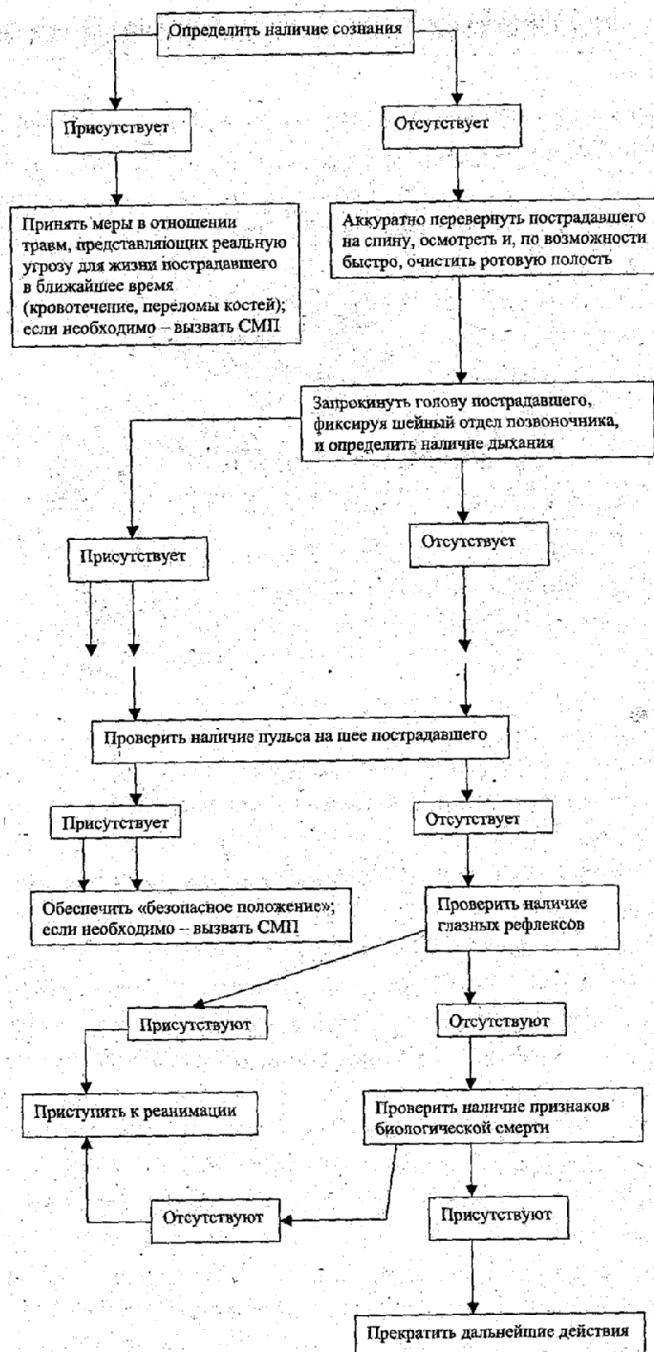 Определить наличие сознания
Присутствует
Отсутствует
Принять меры в отношении
травм, представляющих реальную
угрозу для жизни пострадавшего
в ближайшее время
(кровотечение, переломы костей);
если необходимо – вызвать СМП
Аккуратно перевернуть пострадавшего
на спину, осмотреть и, по возможности
быстро, очистить ротовую полость
Запрокинуть голову пострадавшего,
фиксируя шейный отдел позвоночника,
и определить наличие дыхания
Присутствует
Отсутствует
Проверить наличие пульса на шее пострадавшего
Присутствует
Отсутствует
Обеспечить «безопасное положение»;
если необходимо – вызвать СМП
Проверить наличие
глазных рефлексов
Присутствуют
Отсутствуют
Приступить к реанимации
Проверить наличие признаков
биологической смерти
Отсутствуют
Присутствуют
Прекратить дальнейшие действия